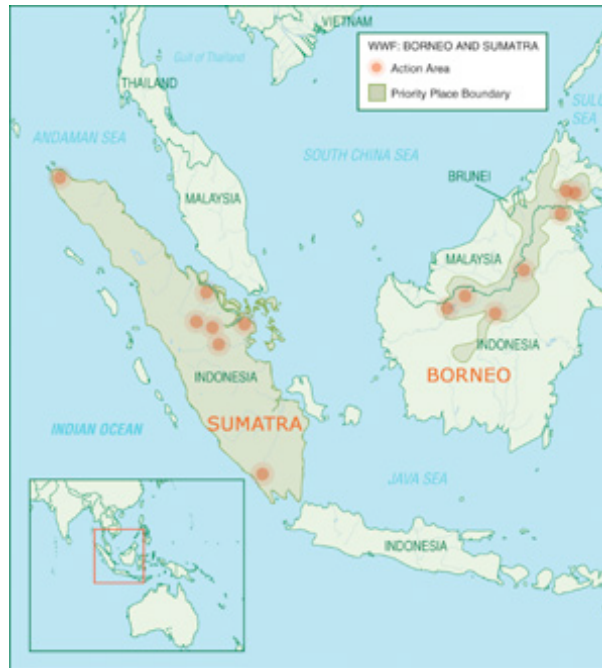 VIETNAM
WWF: BORNEO AND SUMATRA
Action Area
Priority Place Boundary
Gulf of Thailand
THAILAND
SULU
SEA
ANDAMAN SEA
SOUTH CHINA SEA
BRUNEI
MALAYSIA
MALAYSIA
INDONESIA
INDONESIA
BORNEO
SUMATRA
INDIAN OCEAN
JAVA SEA
INDONESIA